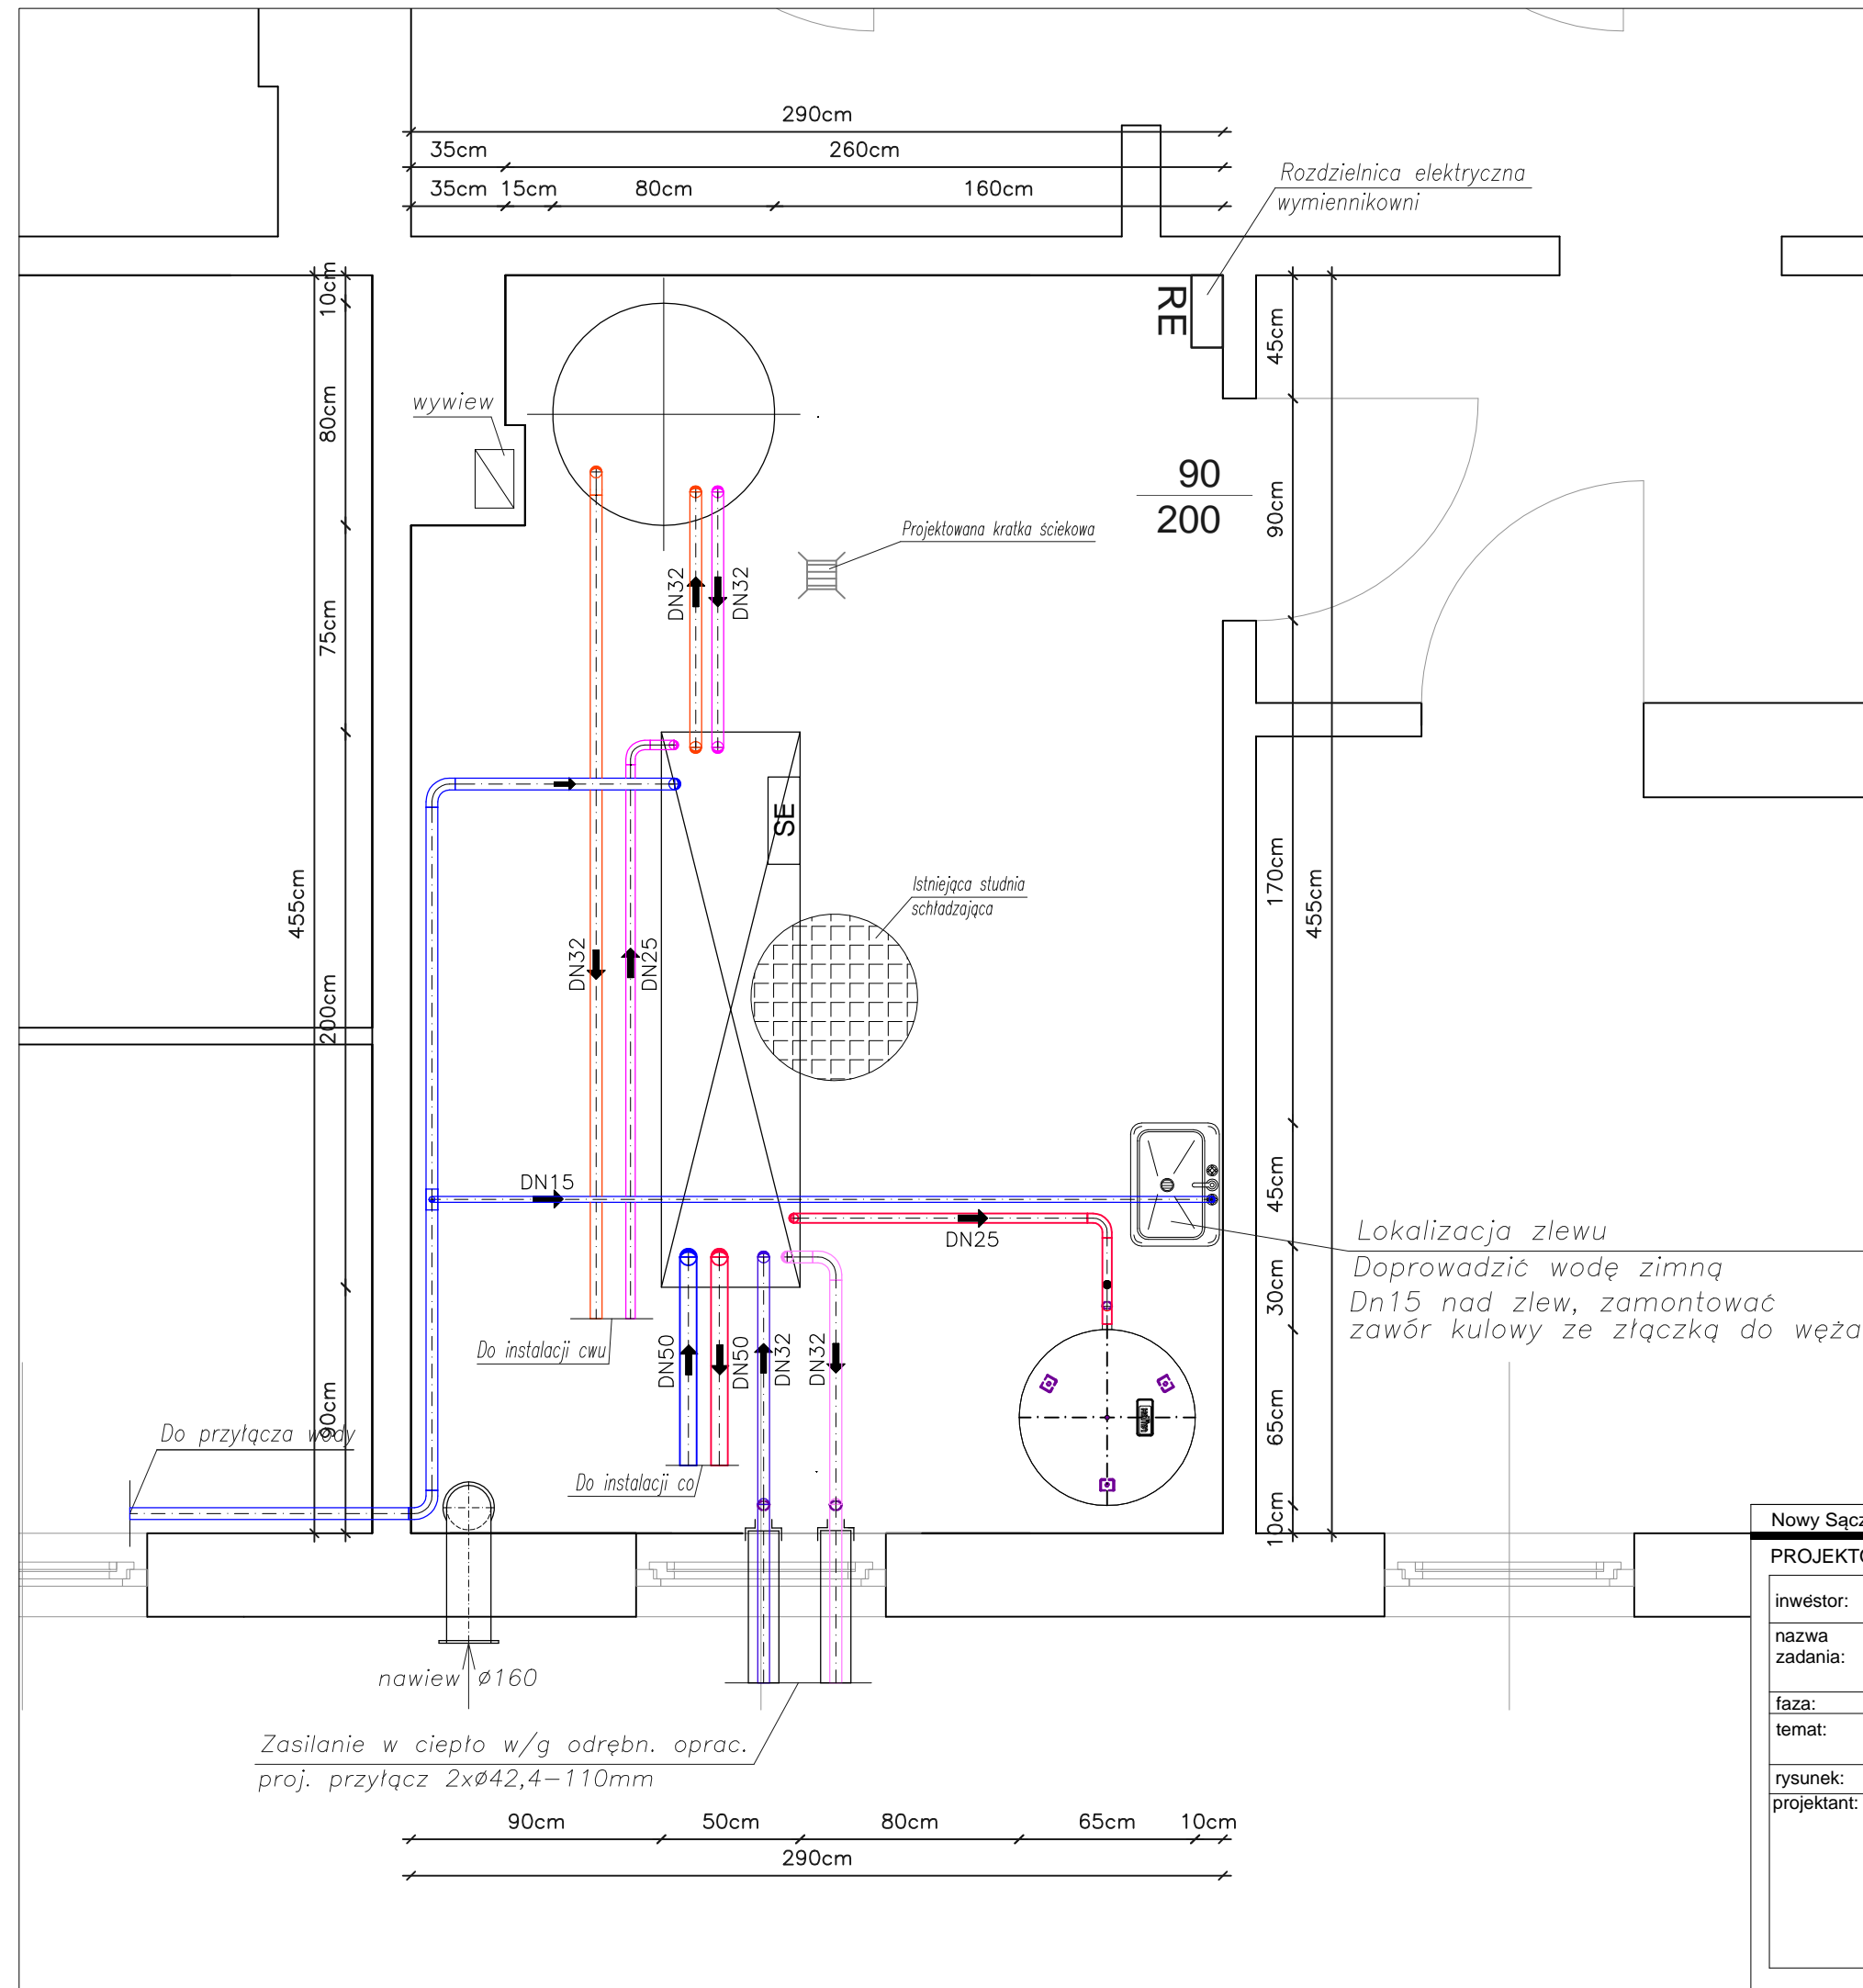 290cm
35cm
260cm
35cm
15cm
80cm
160cm
Rozdzielnica elektryczna
wymiennikowni
10cm
RE
45cm
80cm
wywiew
90
200
90cm
Projektowana kratka ściekowa
DN32
DN32
75cm
SE
170cm
455cm
Istniejąca studnia
schładzająca
455cm
DN32
DN25
200cm
DN15
45cm
DN25
Lokalizacja zlewu
Doprowadzić wodę zimną
Dn15 nad zlew, zamontować
zawór kulowy ze złączką do węża
30cm
Do instalacji cwu
DN50
DN50
DN32
DN32
65cm
90cm
Do przyłącza wody
Do instalacji co
10cm
Nowy Sącz
PROJEKTO
inwestor:
nazwa
zadania:
faza:
temat:
rysunek:
projektant:
nawiew ø160
Zasilanie w ciepło w/g odrębn. oprac.
proj. przyłącz 2xø42,4-110mm
90cm
50cm
80cm
65cm
10cm
290cm